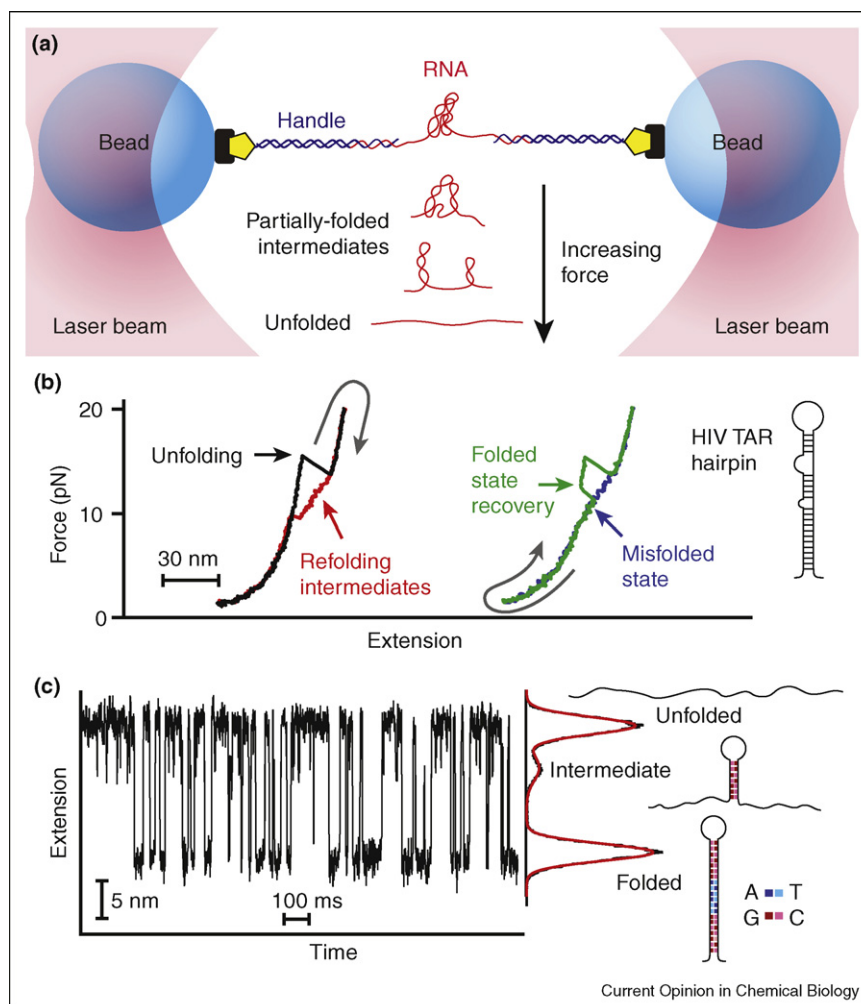 (a)
RNA
Bead
Handle
Bead
Partially-folded
intermediates
Increasing
force
Unfolded
Laser beam
Laser beam
(b)
20
10
0
Force (pN)
Unfolding
Refolding
intermediates
30 nm
Folded
state
recovery
Misfolded
state
HIV TAR
hairpin
Extension
(c)
Extension
5 nm
100 ms
Time
Unfolded
Intermediate
Folded
A T
G C
Current Opinion in Chemical Biology